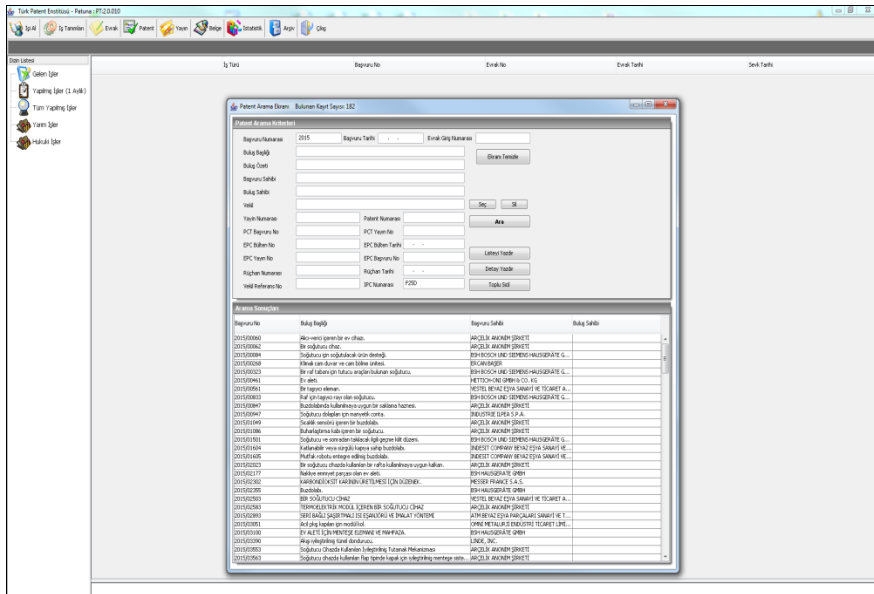 Türk Patent Enstitüsü - Patuna : PT:2.0.010
İşi Al İş Tanımları Evrak Patent Yayın Belge İstatistik Arşiv Çıkış
Dizin Listesi
İş Türü Başvuru No Evrak No Evrak Tarihi Sevk Tarihi
Gelen İşler
Yapılmış İşler (1 Aylık)
Tüm Yapılmış İşler
Yarım İşler
Hukuki İşler
Patent Arama Ekranı Bulunan Kayıt Sayısı: 182
Patent Arama Kriterleri
Başvuru Numarası 2015 Başvuru Tarihi - - Evrak Giriş Numarası
Buluş Başlığı Ekranı Temizle
Buluş Özeti
Başvuru Sahibi
Buluş Sahibi
Vekil Seç Sil
Yayın Numarası Patent Numarası Ara
PCT Başvuru No PCT Yayın No
EPC Bülten No EPC Bülten Tarihi - - Listeyi Yazdır
EPC Yayın No EPC Başvuru No
Rüçhan Numarası Rüçhan Tarihi - - Detay Yazdır
Vekil Referans No IPC Numarası F25D Toplu Sicil
Arama Sonuçları
Başvuru No Buluş Başlığı Başvuru Sahibi Buluş Sahibi
2015/00060 Alıcı-verici içeren bir ev cihazı. ARÇELİK ANONİM ŞİRKETİ
2015/00062 Bir soğutucu cihaz. ARÇELİK ANONİM ŞİRKETİ
2015/00084 Soğutucu için soğutulacak ürün desteği. BSH BOSCH UND SIEMENS HAUSGERÄTE G...
2015/00268 Klimalı cam duvar ve cam bölme ünitesi. ERCAN BAŞER
2015/00323 Bir raf tabanı için tutucu araçları bulunan soğutucu. BSH BOSCH UND SIEMENS HAUSGERÄTE G...
2015/00461 Ev aleti. HETTICH-ONI GMBH & CO. KG
2015/00561 Bir taşıyıcı eleman. VESTEL BEYAZ EŞYA SANAYİ VE TİCARET A...
2015/00803 Raf için taşıyıcı rayı olan soğutucu. BSH BOSCH UND SIEMENS HAUSGERÄTE G...
2015/00847 Buzdolabında kullanılmaya uygun bir saklama haznesi. ARÇELİK ANONİM ŞİRKETİ
2015/00947 Soğutucu dolapları için manyetik conta. INDUSTRIE ILPEA S.P.A.
2015/01049 Sıcaklık sensörü içeren bir buzdolabı. ARÇELİK ANONİM ŞİRKETİ
2015/01086 Buharlaştırma kabı içeren bir soğutucu. ARÇELİK ANONİM ŞİRKETİ
2015/01501 Soğutucu ve sonradan takılacak ilgili geçme kilit düzeni. BSH BOSCH UND SIEMENS HAUSGERÄTE G...
2015/01604 Katlanabilir veya sürgülü kapıya sahip buzdolabı. INDESIT COMPANY BEYAZ EŞYA SANAYİ VE...
2015/01605 Mutfak robotu entegre edilmiş buzdolabı. INDESIT COMPANY BEYAZ EŞYA SANAYİ VE...
2015/02023 Bir soğutucu cihazda kullanılan bir rafta kullanılmaya uygun kalkan. ARÇELİK ANONİM ŞİRKETİ
2015/02177 Nakliye emniyet parçası olan ev aleti. BSH HAUSGERATE GMBH
2015/02302 KARBONDİOKSİT KARININ ÜRETİLMESİ İÇİN DÜZENEK. MESSER FRANCE S.A.S.
2015/02355 Buzdolabı. BSH HAUSGERÄTE GMBH
2015/02503 BİR SOĞUTUCU CİHAZ VESTEL BEYAZ EŞYA SANAYİ VE TİCARET A...
2015/02583 TERMOELEKTRİK MODÜL İÇEREN BİR SOĞUTUCU CİHAZ ARÇELİK ANONİM ŞİRKETİ
2015/02893 SERİ BAĞLI ŞAŞIRTMALI ISI EŞANJÖRÜ VE İMALAT YÖNTEMİ ATM BEYAZ EŞYA PARÇALARI SANAYİ VE T...
2015/03051 Acil çıkış kapıları için modül kol. OMNİ METALURJİ ENDÜSTRİ TİCARET LİMİ...
2015/03100 EV ALETİ İÇİN MENTEŞE ELEMANI VE MAHFAZA. BSH HAUSGERÄTE GMBH
2015/03390 Akışı iyileştirilmiş tünel dondurucu. LINDE, INC.
2015/03553 Soğutucu Cihazda Kullanılan İyileştirilmiş Tutamak Mekanizması ARÇELİK ANONİM ŞİRKETİ
2015/03563 Soğutucu cihazda kullanılan flap tipinde kapak için iyileştirilmiş menteşe siste... ARÇELİK ANONİM ŞİRKETİ